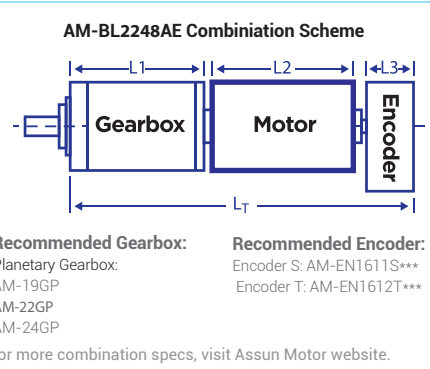 AM-BL2248AE Combiniation Scheme
L1
L2
L3
Gearbox
Motor
Encoder
LT
Recommended Gearbox:
Planetary Gearbox:
AM-19GP
AM-22GP
AM-24GP
Recommended Encoder:
Encoder S: AM-EN1611S***
Encoder T: AM-EN1612T***
or more combination specs, visit Assun Motor website.